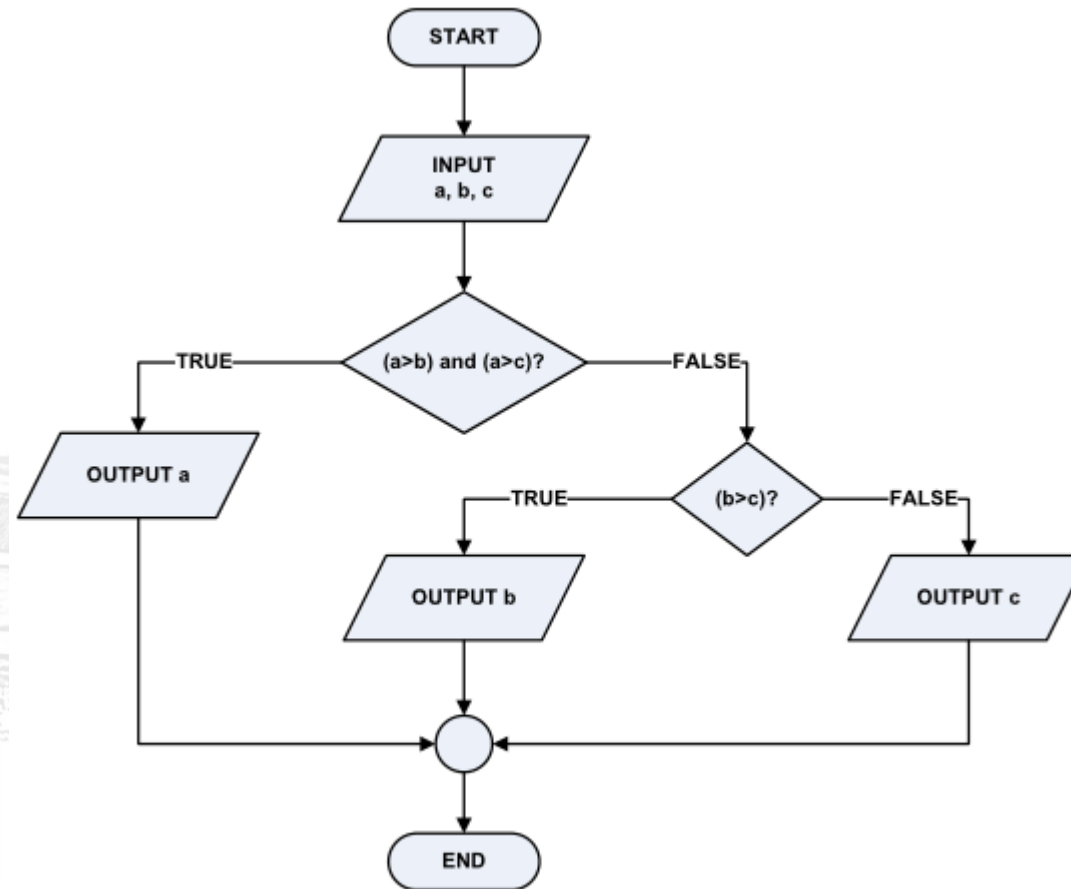 START
INPUT
a, b, c
(a>b) and (a>c)?
TRUE
FALSE
OUTPUT a
(b>c)?
TRUE
FALSE
OUTPUT b
OUTPUT c
END